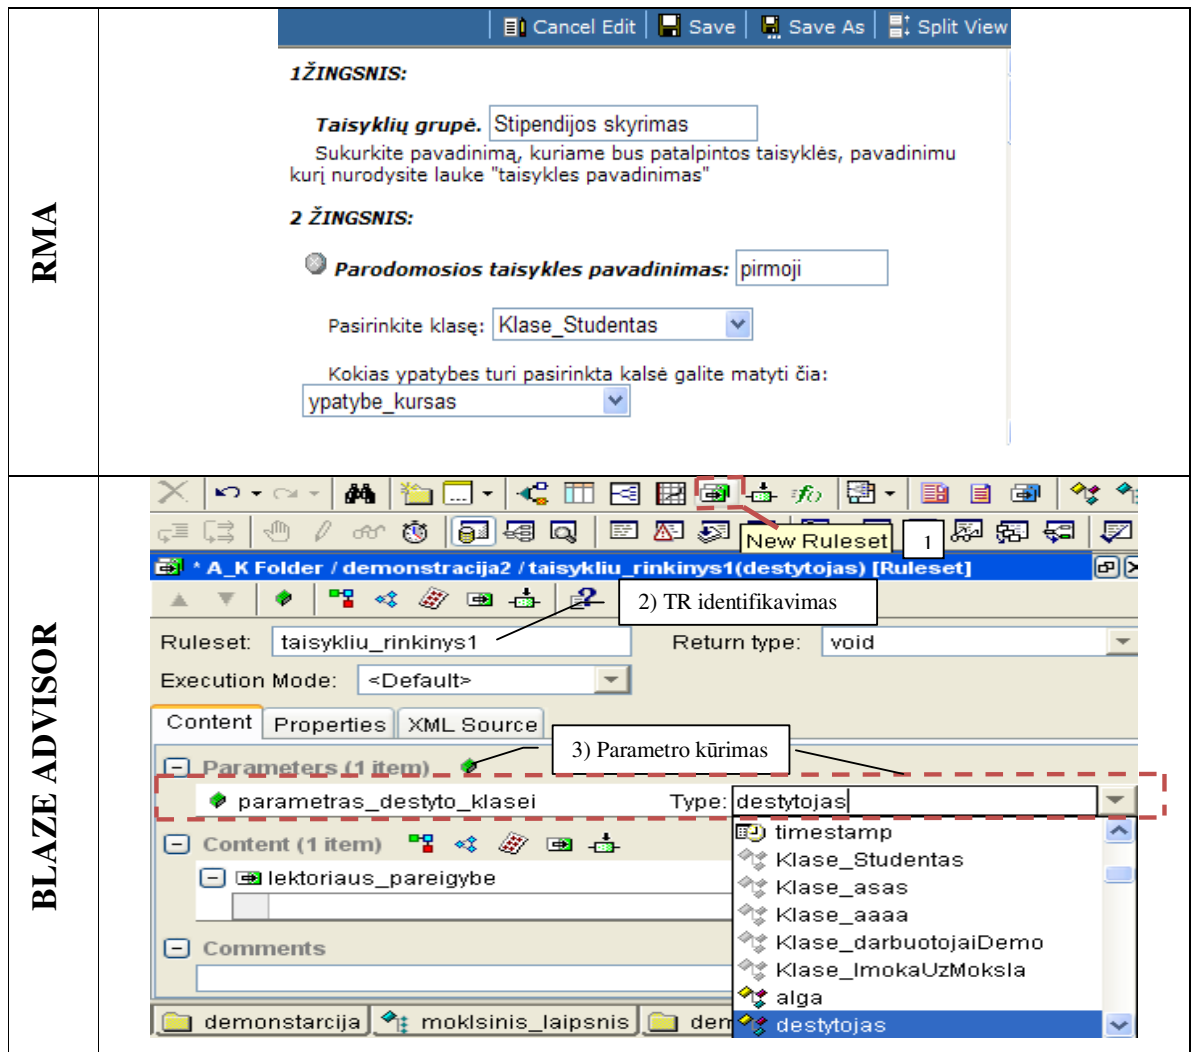 RMA
Cancel Edit Save Save As Split View
1ŽINGSNIS:
Taisyklių grupė. Stipendijos skyrimas
Sukurkite pavadinimą, kuriame bus patalpintos taisyklės, pavadinimu
kurį nurodysite lauke "taisykles pavadinimas"
2 ŽINGSNIS:
Parodomosios taisykles pavadinimas: pirmoji
Pasirinkite klasę: Klase_Studentas
Kokias ypatybes turi pasirinkta kalsė galite matyti čia:
ypatybe_kursas
BLAZE ADVISOR
New Ruleset 1
* A_K Folder / demonstracija2 / taisykliu_rinkinys1(destytojas) [Ruleset]
2) TR identifikavimas
Ruleset: taisykliu_rinkinys1 Return type: void
Execution Mode: <Default>
Content Properties XML Source
3) Parametro kūrimas
Parameters (1 item)
parametras_destyto_klasei Type: destytojas
timestamp
Content (1 item)
Klase_Studentas
lektoriaus_pareigybe
Klase_asas
Klase_aaaa
Comments
Klase_darbuotojaiDemo
Klase_ImokaUzMoksla
alga
demonstarcija moklsinis_laipsnis den
destytojas